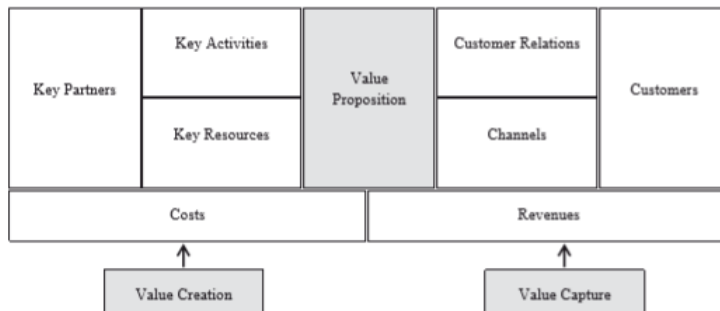 Key Partners
Key Activities
Key Resources
Value
Proposition
Customer Relations
Channels
Customers
Costs
Revenues
Value Creation
Value Capture